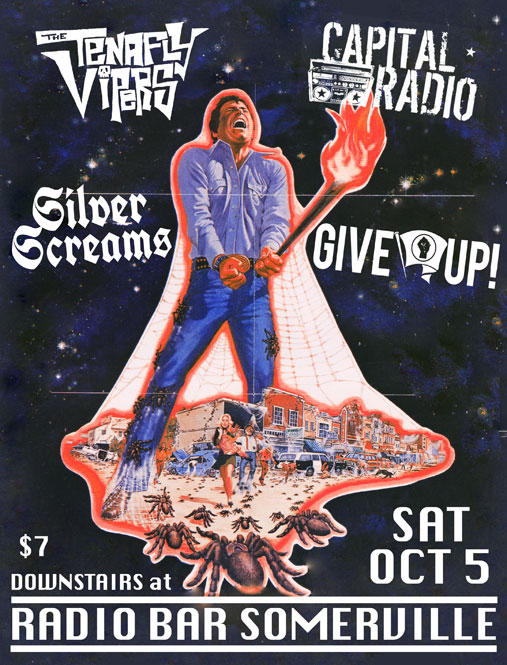 THE
TENAFLY
VIPERS
CAPITAL
RADIO
Silver
Screams
GIVE UP!
$7
SAT
OCT 5
DOWNSTAIRS at
RADIO BAR SOMERVILLE